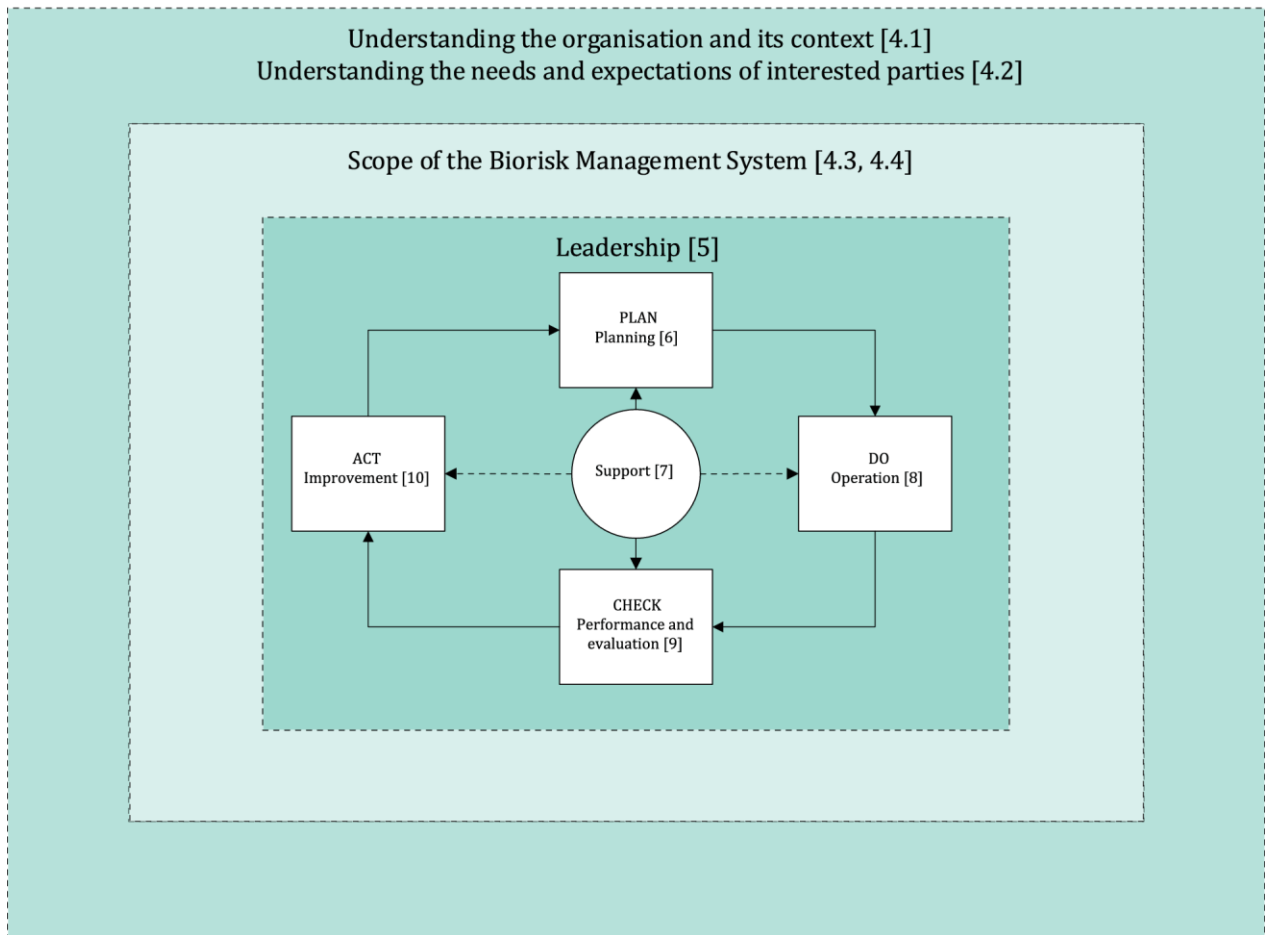 Understanding the organisation and its context [4.1]
Understanding the needs and expectations of interested parties [4.2]
Scope of the Biorisk Management System [4.3, 4.4]
Leadership [5]
PLAN
Planning [6]
ACT
Improvement [10]
Support [7]
DO
Operation [8]
CHECK
Performance and
evaluation [9]